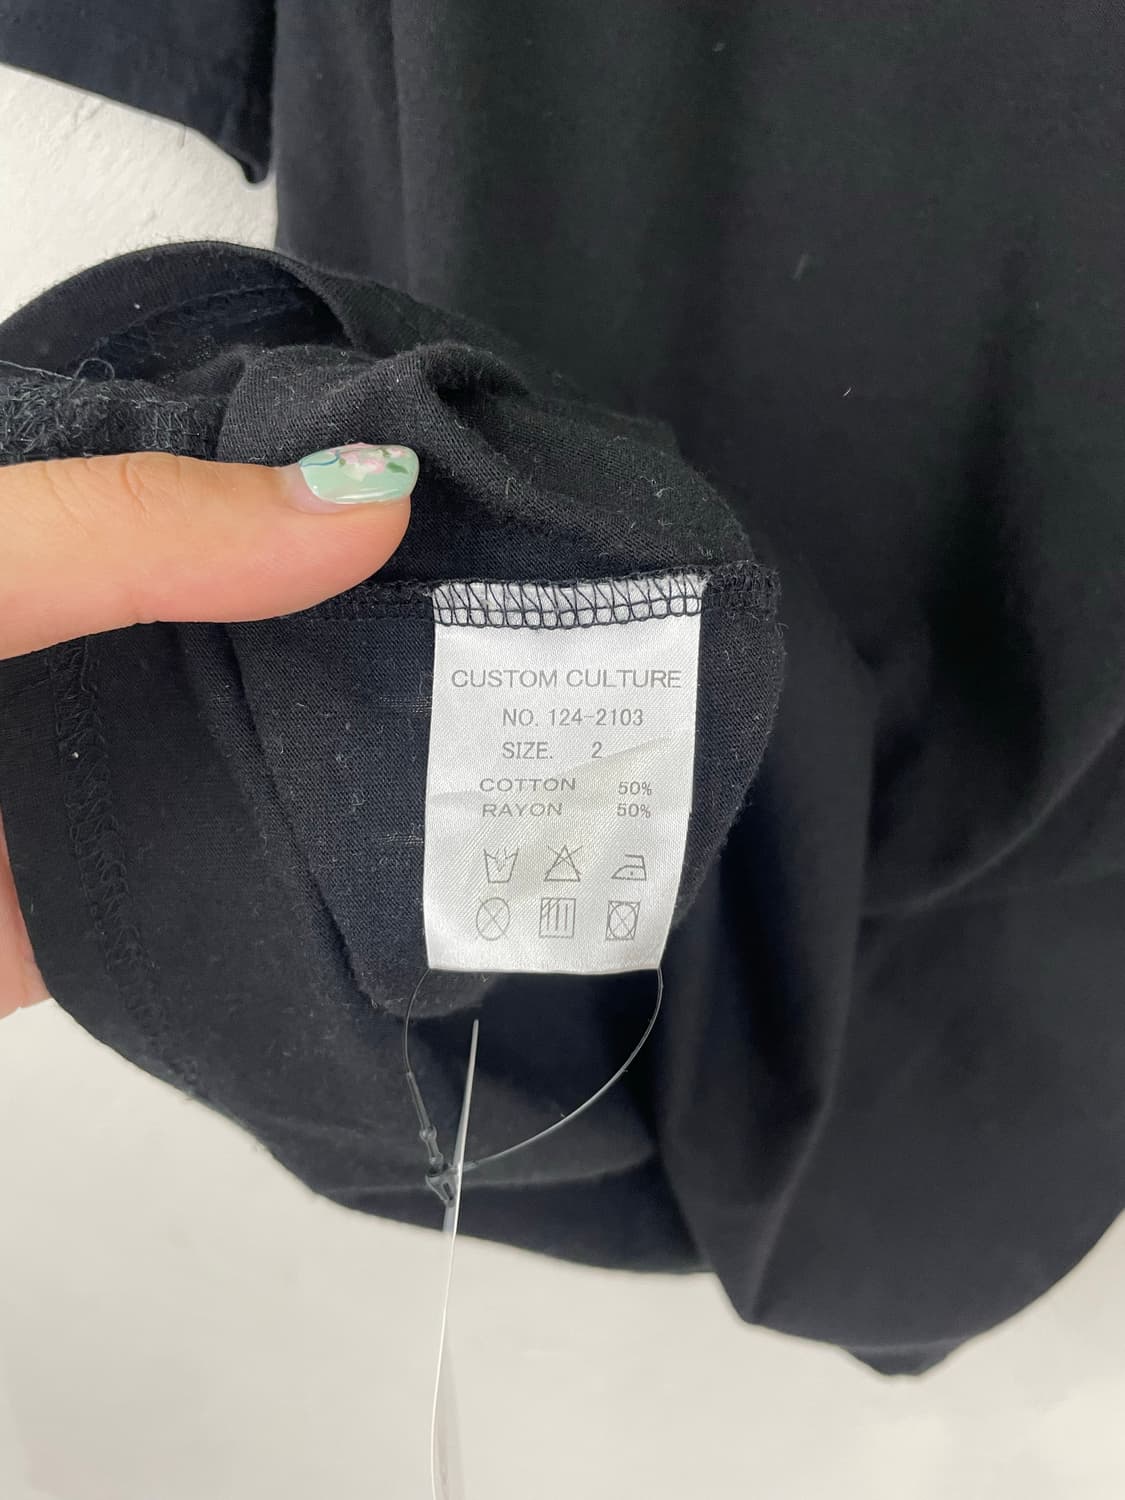 CUSTOM CULTURE
NO. 124-2103
SIZE. 2
COTTON 50%
RAYON 50%